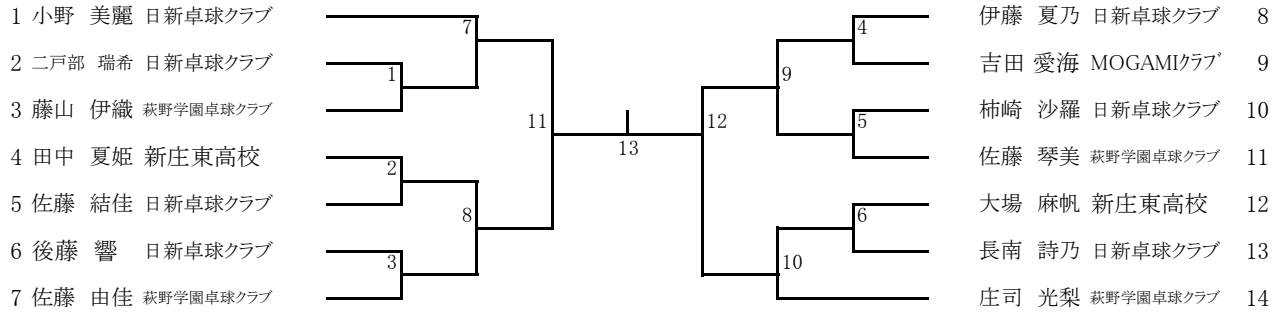 1 小野 美麗 日新卓球クラブ
2 二戸部 瑞希 日新卓球クラブ
3 藤山 伊織 萩野学園卓球クラブ
4 田中 夏姫 新庄東高校
5 佐藤 結佳 日新卓球クラブ
6 後藤 響 日新卓球クラブ
7 佐藤 由佳 萩野学園卓球クラブ
7
1
2
8
3
11
13
12
4
9
5
6
10
伊藤 夏乃 日新卓球クラブ 8
吉田 愛海 MOGAMIクラブ 9
柿崎 沙羅 日新卓球クラブ 10
佐藤 琴美 萩野学園卓球クラブ 11
大場 麻帆 新庄東高校 12
長南 詩乃 日新卓球クラブ 13
庄司 光梨 萩野学園卓球クラブ 14